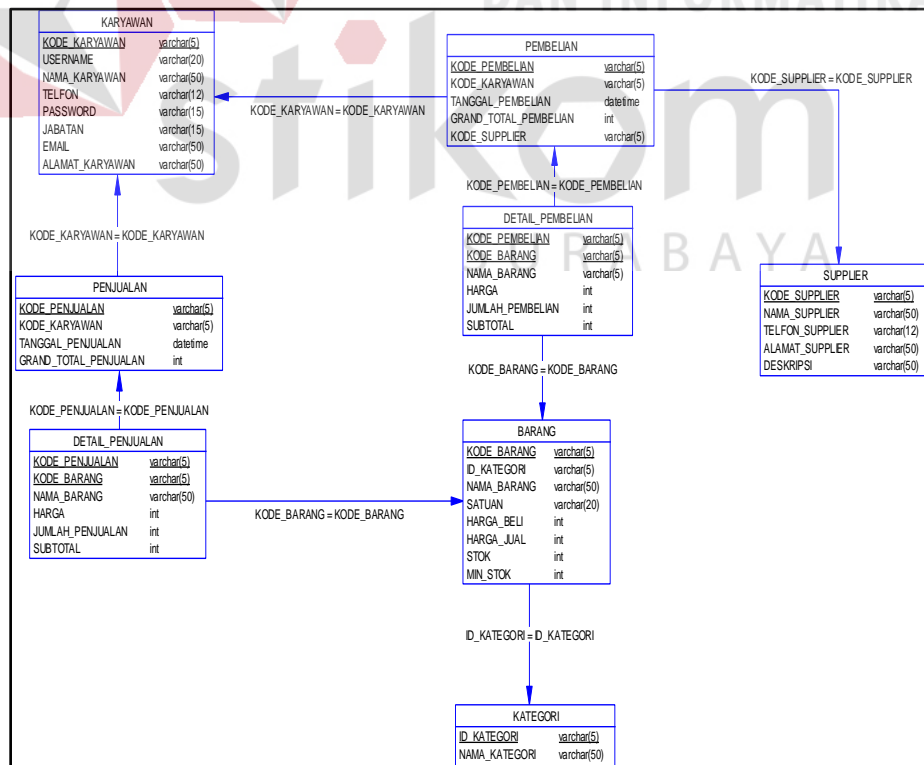 DAN INFORMATIKA
stikom
SURABAYA
KARYAWAN
KODE_KARYAWAN varchar(5)
USERNAME varchar(20)
NAMA_KARYAWAN varchar(50)
TELFON varchar(12)
PASSWORD varchar(15)
JABATAN varchar(15)
EMAIL varchar(50)
ALAMAT_KARYAWAN varchar(50)
KODE_KARYAWAN = KODE_KARYAWAN
PEMBELIAN
KODE_PEMBELIAN varchar(5)
KODE_KARYAWAN varchar(5)
TANGGAL_PEMBELIAN datetime
GRAND_TOTAL_PEMBELIAN int
KODE_SUPPLIER varchar(5)
KODE_SUPPLIER = KODE_SUPPLIER
KODE_PEMBELIAN = KODE_PEMBELIAN
KODE_KARYAWAN = KODE_KARYAWAN
DETAIL_PEMBELIAN
KODE_PEMBELIAN varchar(5)
KODE_BARANG varchar(5)
NAMA_BARANG varchar(5)
HARGA int
JUMLAH_PEMBELIAN int
SUBTOTAL int
SUPPLIER
KODE_SUPPLIER varchar(5)
NAMA_SUPPLIER varchar(50)
TELFON_SUPPLIER varchar(12)
ALAMAT_SUPPLIER varchar(50)
DESKRIPSI varchar(50)
PENJUALAN
KODE_PENJUALAN varchar(5)
KODE_KARYAWAN varchar(5)
TANGGAL_PENJUALAN datetime
GRAND_TOTAL_PENJUALAN int
KODE_BARANG = KODE_BARANG
KODE_PENJUALAN = KODE_PENJUALAN
DETAIL_PENJUALAN
KODE_PENJUALAN varchar(5)
KODE_BARANG varchar(5)
NAMA_BARANG varchar(50)
HARGA int
JUMLAH_PENJUALAN int
SUBTOTAL int
KODE_BARANG = KODE_BARANG
BARANG
KODE_BARANG varchar(5)
ID_KATEGORI varchar(5)
NAMA_BARANG varchar(50)
SATUAN varchar(20)
HARGA_BELI int
HARGA_JUAL int
STOK int
MIN_STOK int
ID_KATEGORI = ID_KATEGORI
KATEGORI
ID_KATEGORI varchar(5)
NAMA_KATEGORI varchar(50)